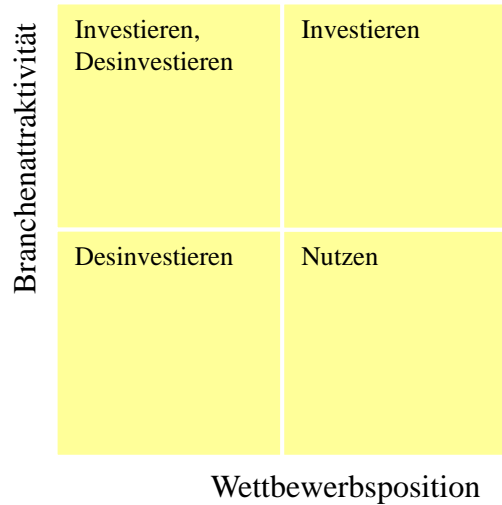 Branchenattraktivität
Investieren,
Desinvestieren
Investieren
Desinvestieren
Nutzen
Wettbewerbsposition